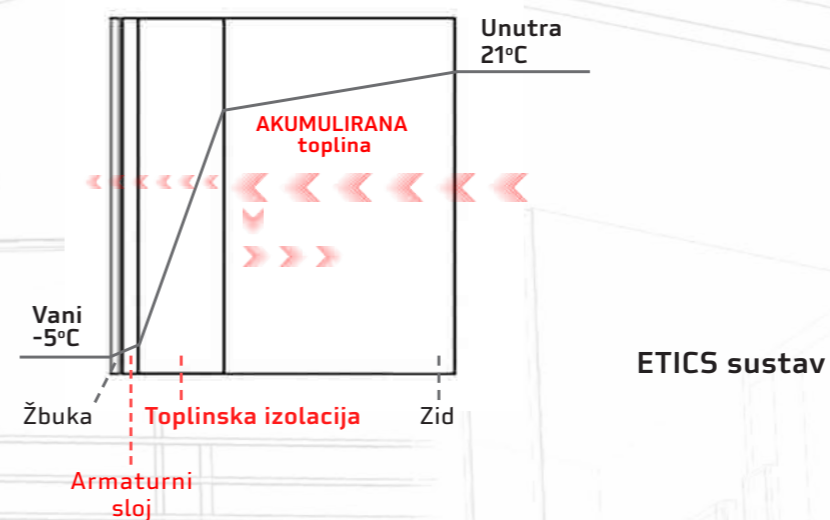 Unutra
21°C
AKUMULIRANA
toplina
Vani
-5°C
ETICS sustav
Žbuka
Toplinska izolacija
Zid
Armaturni
sloj